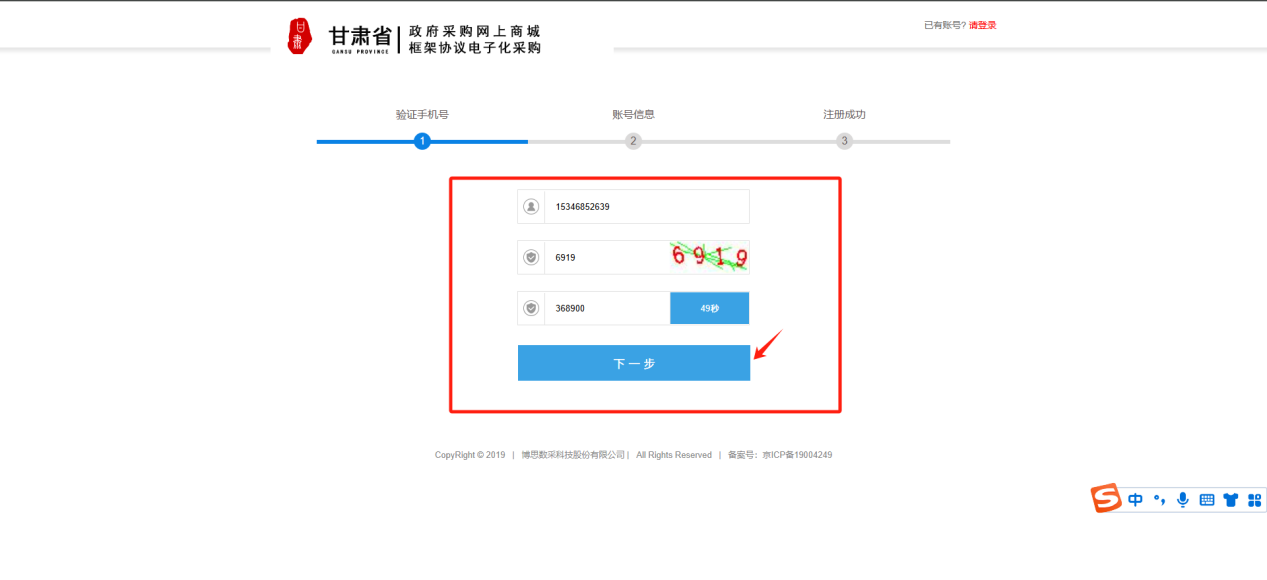 已有账号? 请登录
甘肃 甘肃省 政府采购网上商城
GANSU PROVINCE 框架协议电子化采购
验证手机号 账号信息 注册成功
1 2 3
15346852639
6919 6919
368900 49秒
下一步
CopyRight © 2019 | 博思数采科技股份有限公司 | All Rights Reserved | 备案号: 京ICP备19004249
S 中 °,